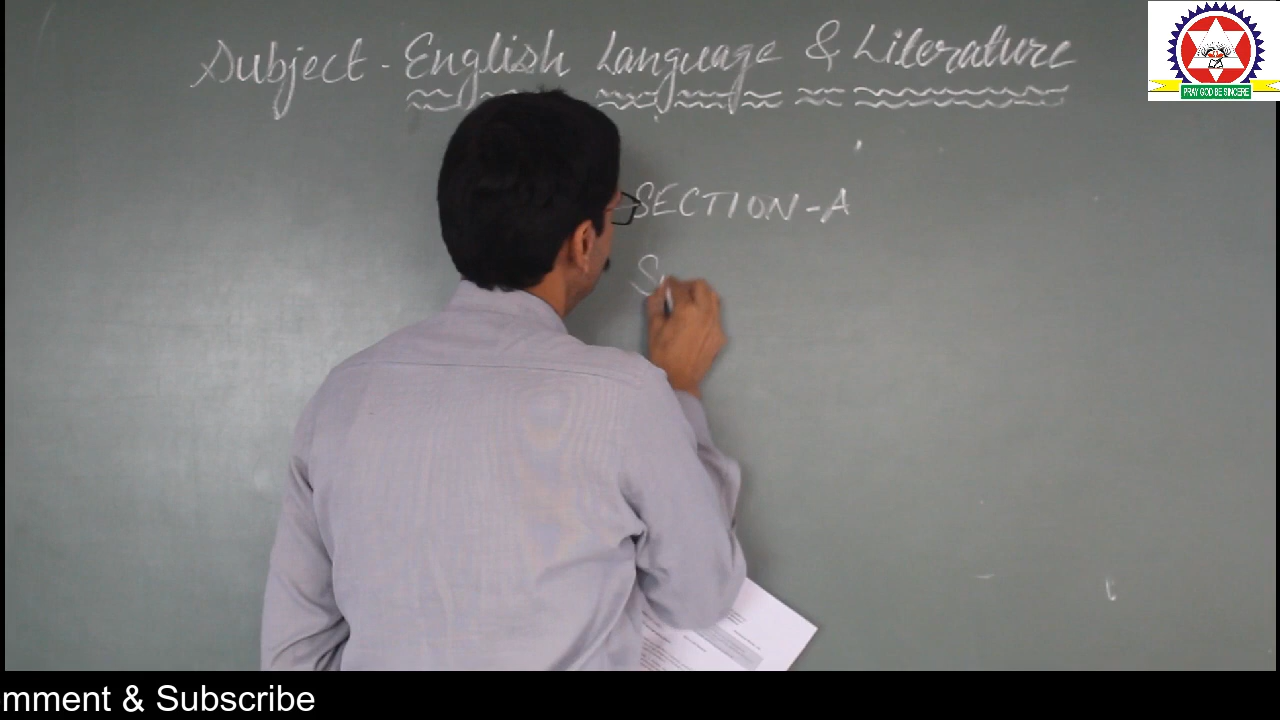 Subject - English Language & Literature
SECTION-A
S
PRAY GOD BE SINCERE
mment & Subscribe